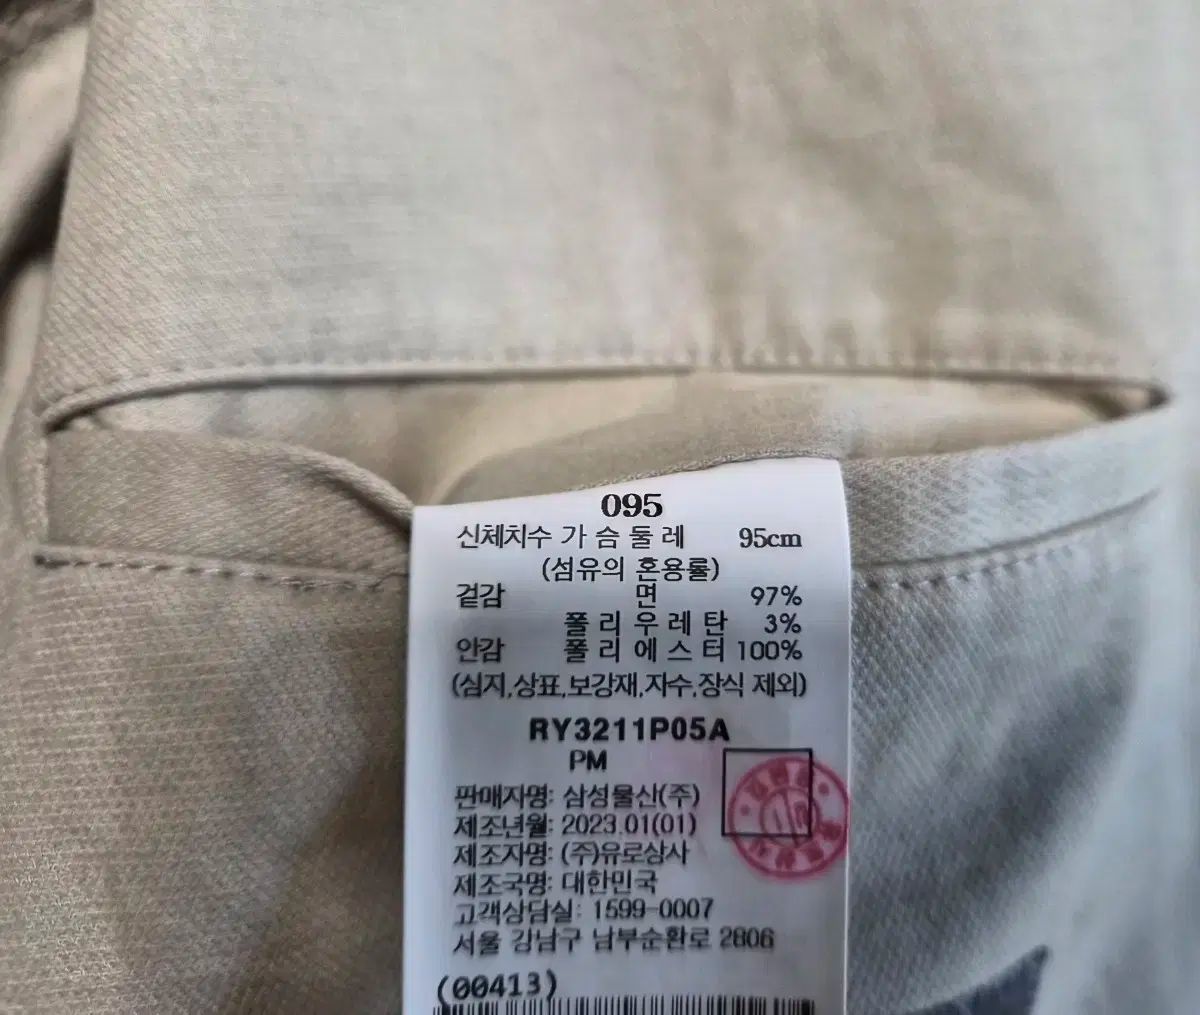 095
신체치수 가 슴 둘 레 95cm
(섬유의 혼용률)
겉감 면 97%
폴 리 우 레 탄 3%
안감 폴 리 에 스 터 100%
(심지,상표,보강재,자수,장식 제외)
RY3211P05A
PM
판매자명: 삼성물산(주)
제조년월: 2023.01(01)
제조자명: (주)유로상사
제조국명: 대한민국
고객상담실: 1599-0007
서울 강남구 남부순환로 2806
(00413)